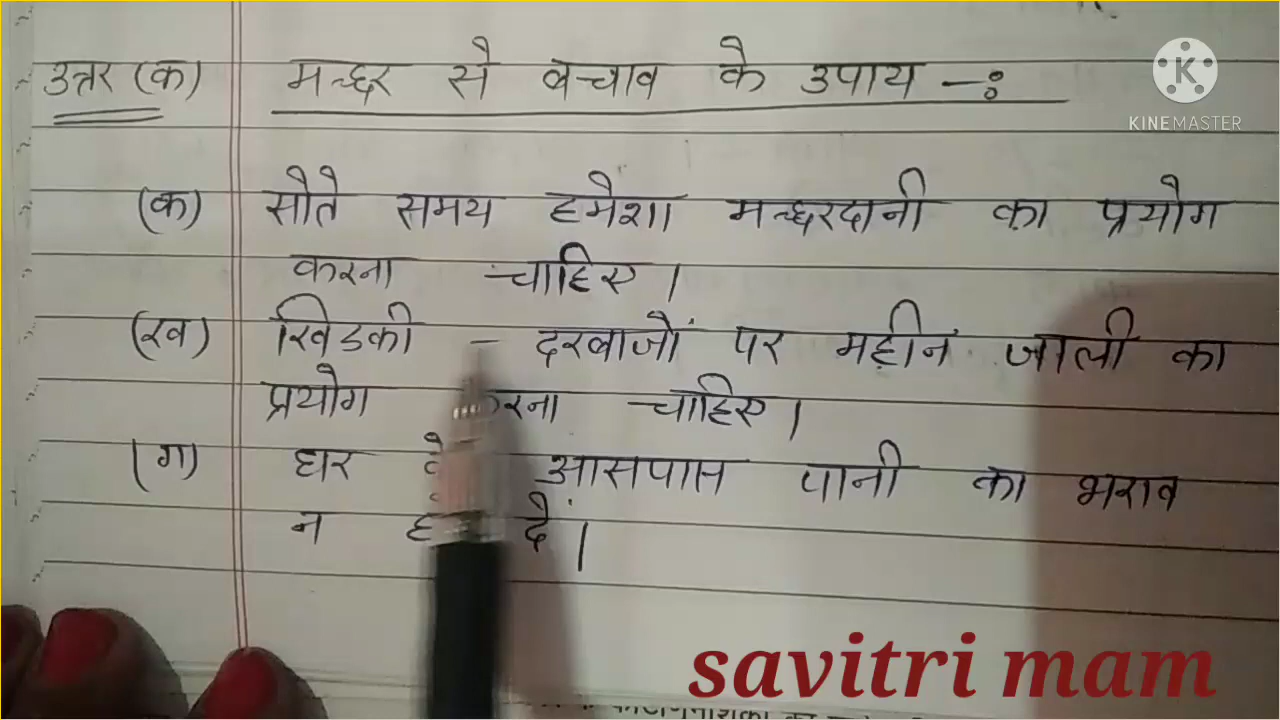 उत्तर (क) मच्छर से बचाव के उपाय -:
KINEMASTER
(क) सोते समय हमेशा मच्छरदानी का प्रयोग
करना चाहिए।
(ख) खिडकी - दरवाजों पर महीन जाली का
प्रयोग करना चाहिए।
(ग) घर के आसपास पानी का भराव
न दें।
savitri mam